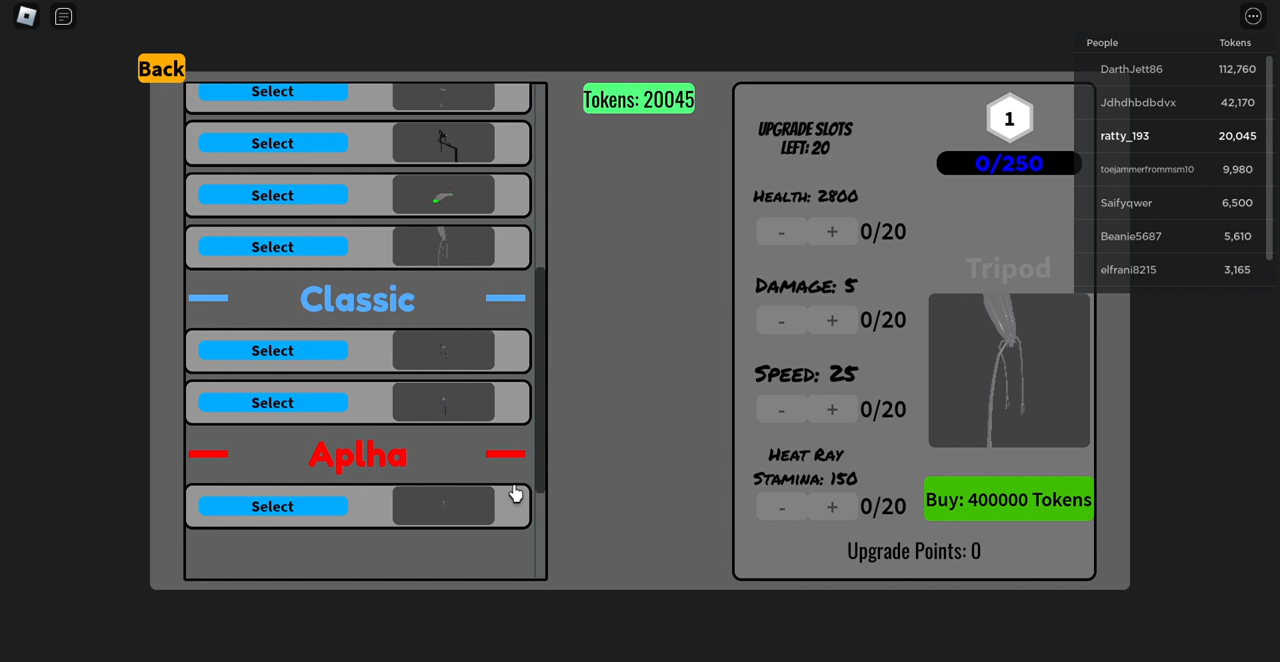 People Tokens
DarthJett86 112,760
Jdhdhbdbdvx 42,170
ratty_193 20,045
toejammerfrommsm10 9,980
Saifyqwer 6,500
Beanie5687 5,610
elfrani8215 3,165
Back
Select
Select
Select
Select
Classic
Select
Select
Aplha
Select
Tokens: 20045
Upgrade Slots
Left: 20
1
0/250
Health: 2800
- + 0/20
Damage: 5
- + 0/20
Speed: 25
- + 0/20
Heat Ray
Stamina: 150
- + 0/20
Tripod
Buy: 400000 Tokens
Upgrade Points: 0